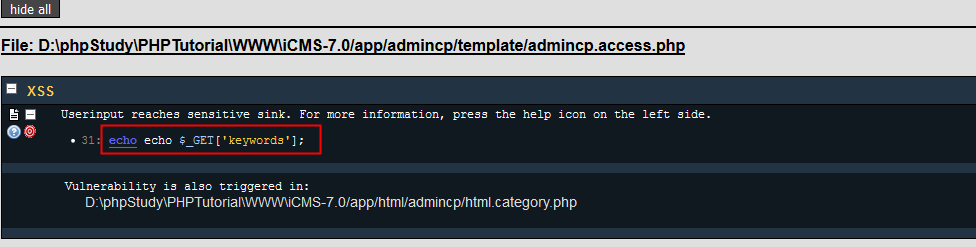 hide all
File: D:\phpStudy\PHPTutorial\WWW\iCMS-7.0/app/admincp/template/admincp.access.php
XSS
Userinput reaches sensitive sink. For more information, press the help icon on the left side.
• 31: echo echo $_GET['keywords'];
Vulnerability is also triggered in:
D:\phpStudy\PHPTutorial\WWW\iCMS-7.0/app/html/admincp/html.category.php